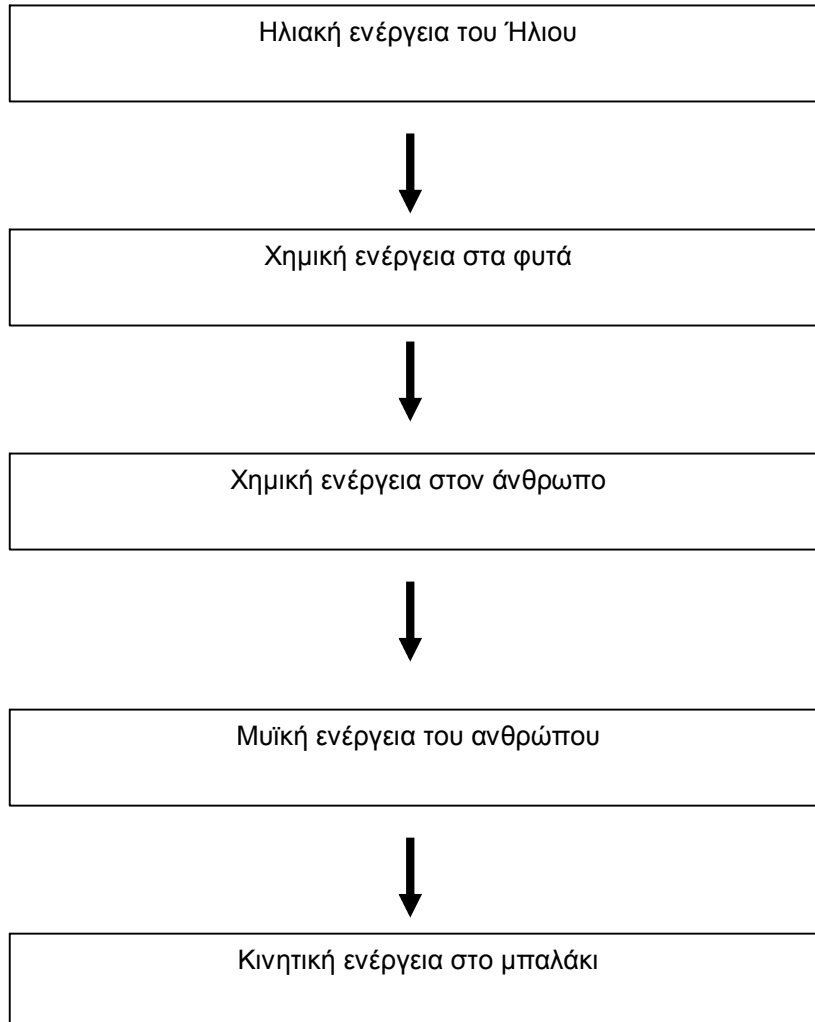 Ηλιακή ενέργεια του Ήλιου
Χημική ενέργεια στα φυτά
Χημική ενέργεια στον άνθρωπο
Μυϊκή ενέργεια του ανθρώπου
Κινητική ενέργεια στο μπαλάκι